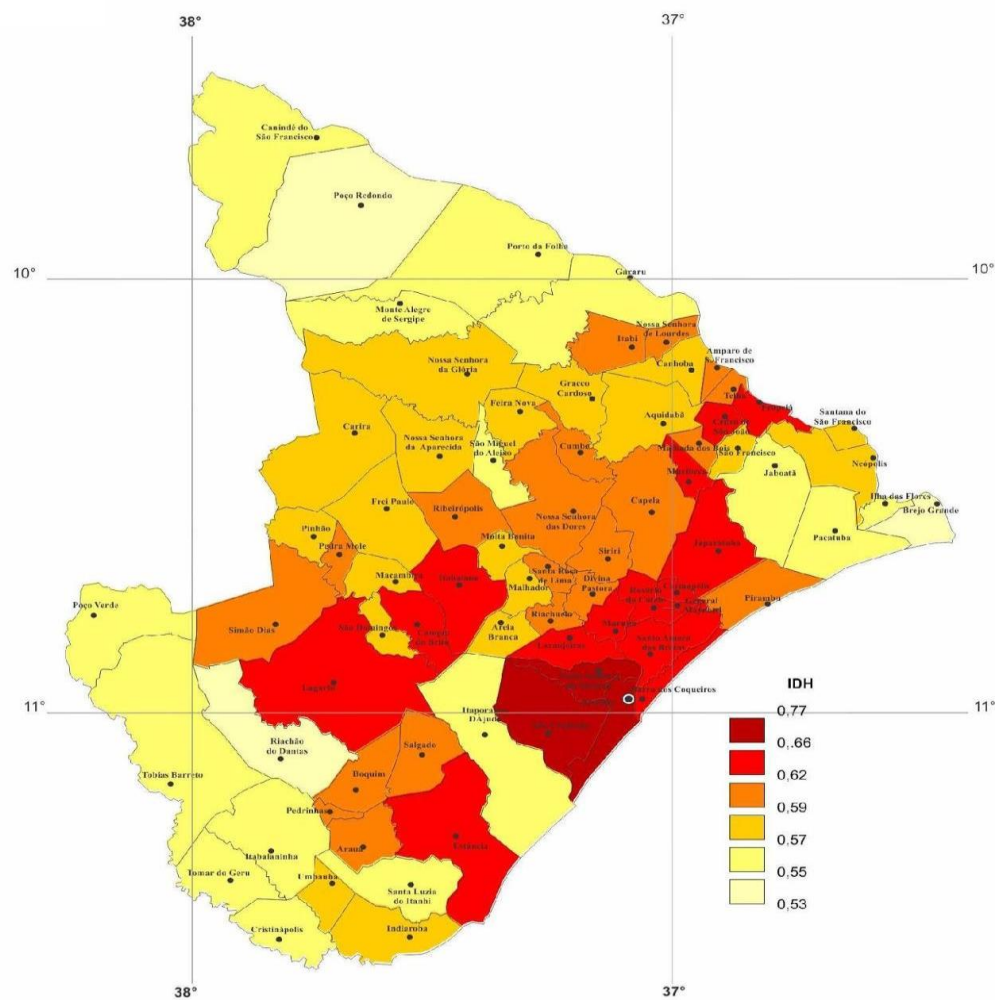 38°
37°
Canindé do
São Francisco
Poço Redondo
Porto da Folha
10°
10°
Gararu
Monte Alegre
de Sergipe
Nossa Senhora
de Lourdes
Itabi
Nossa Senhora
da Glória
Canhoba
Amparo de
S. Francisco
Gracco
Cardoso
Telha
Feira Nova
Aquidabã
Santana do
São Francisco
Carira
Nossa Senhora
da Aparecida
São Miguel
do Aleixo
Cumbe
Malhada dos Bois
São Francisco
Neópolis
Jaboatã
Frei Paulo
Capela
Ilha das Flores
Brejo Grande
Ribeirópolis
Nossa Senhora
das Dores
Pinhão
Pedra Mole
Moita Bonita
Japaratuba
Pacatuba
Siriri
Macambira
Santa Rosa
de Lima
Malhador
Divina
Pastora
Pirambu
Poço Verde
Simão Dias
São Domingos
Areia
Branca
Riachuelo
Maruim
Laranjeiras
Lagarto
IDH
0,77
11°
11°
Itaporanga
DAjuda
0,66
Riachão
do Dantas
Salgado
0,62
Tobias Barreto
Boquim
0,59
Pedrinhas
Arauá
Estância
0,57
Itabaianinha
0,55
Tomar do Geru
Umbaúba
Santa Luzia
do Itanhi
0,53
Cristinápolis
Indiaroba
38°
37°